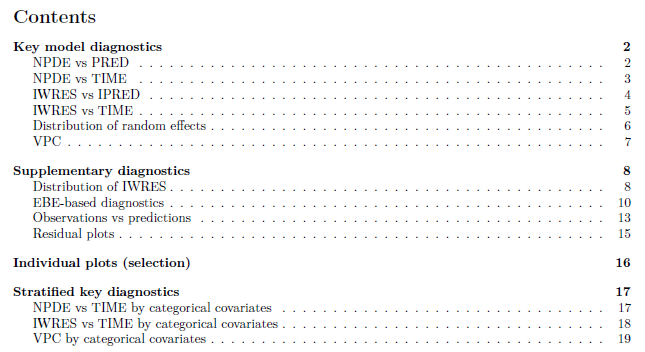 Contents
Key model diagnostics 2
NPDE vs PRED . . . . . . . . . . . . . . . . . . . . . . . . . . . . . . . . . . . . . . . . . . . . . . 2
NPDE vs TIME . . . . . . . . . . . . . . . . . . . . . . . . . . . . . . . . . . . . . . . . . . . . . . 3
IWRES vs IPRED . . . . . . . . . . . . . . . . . . . . . . . . . . . . . . . . . . . . . . . . . . . . . 4
IWRES vs TIME . . . . . . . . . . . . . . . . . . . . . . . . . . . . . . . . . . . . . . . . . . . . . . 5
Distribution of random effects . . . . . . . . . . . . . . . . . . . . . . . . . . . . . . . . . . . . . . . 6
VPC . . . . . . . . . . . . . . . . . . . . . . . . . . . . . . . . . . . . . . . . . . . . . . . . . . . . . 7
Supplementary diagnostics 8
Distribution of IWRES . . . . . . . . . . . . . . . . . . . . . . . . . . . . . . . . . . . . . . . . . . . 8
EBE-based diagnostics . . . . . . . . . . . . . . . . . . . . . . . . . . . . . . . . . . . . . . . . . . . 10
Observations vs predictions . . . . . . . . . . . . . . . . . . . . . . . . . . . . . . . . . . . . . . . . 13
Residual plots . . . . . . . . . . . . . . . . . . . . . . . . . . . . . . . . . . . . . . . . . . . . . . . . 15
Individual plots (selection) 16
Stratified key diagnostics 17
NPDE vs TIME by categorical covariates . . . . . . . . . . . . . . . . . . . . . . . . . . . . . . . . 17
IWRES vs TIME by categorical covariates . . . . . . . . . . . . . . . . . . . . . . . . . . . . . . . . 18
VPC by categorical covariates . . . . . . . . . . . . . . . . . . . . . . . . . . . . . . . . . . . . . . . 19